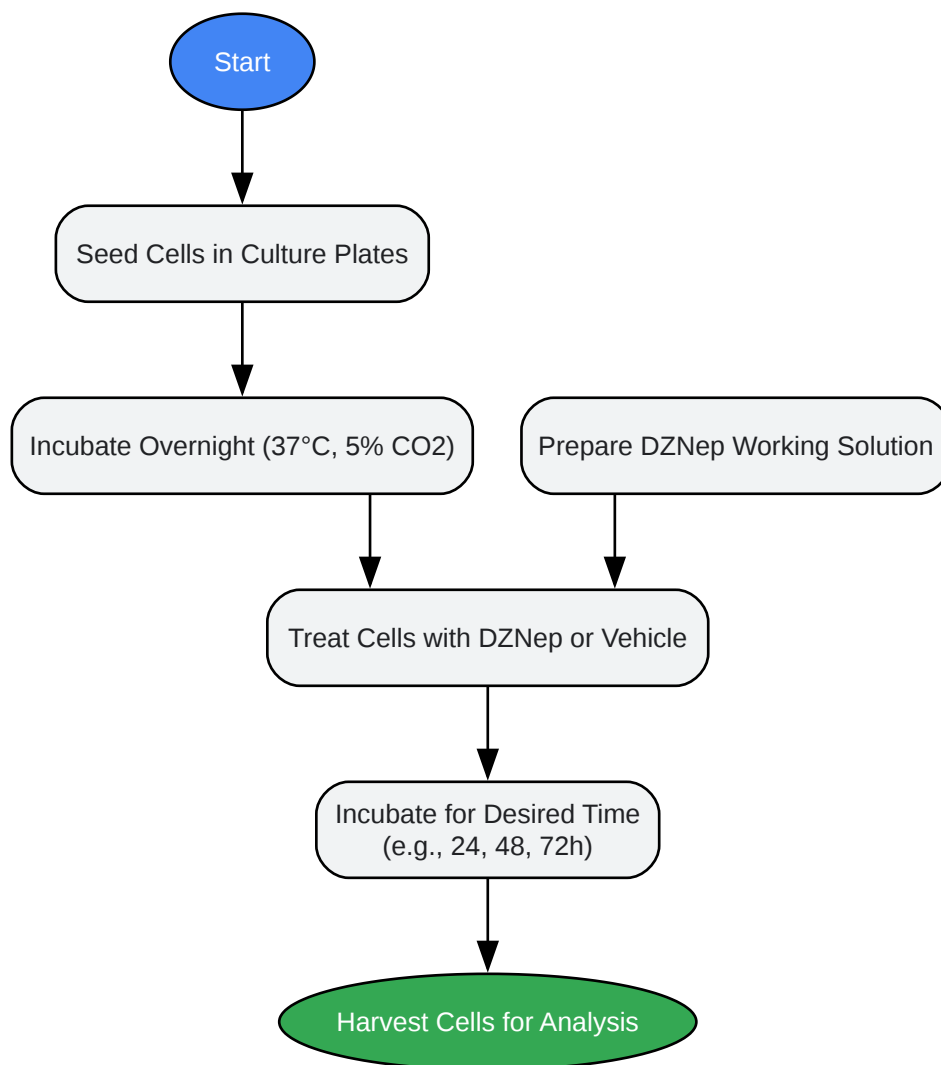 Start
Seed Cells in Culture Plates
Incubate Overnight (37°C, 5% CO2)
Prepare DZNep Working Solution
Treat Cells with DZNep or Vehicle
Incubate for Desired Time
(e.g., 24, 48, 72h)
Harvest Cells for Analysis